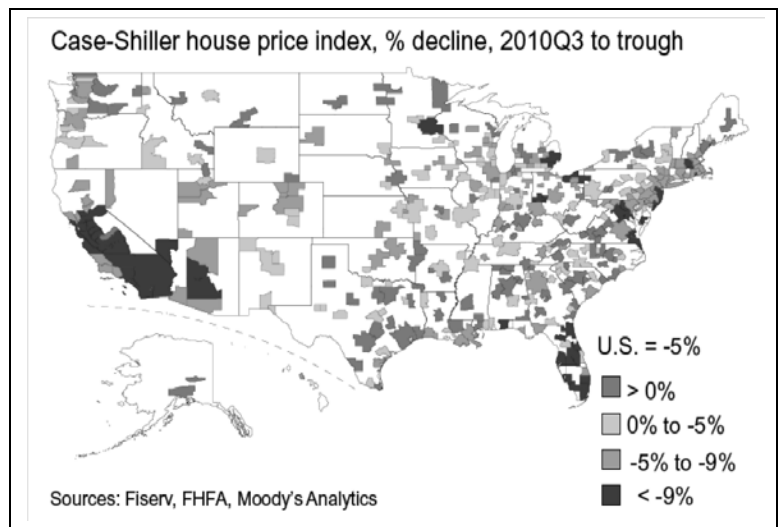 Case-Shiller house price index, % decline, 2010Q3 to trough
U.S. = -5%
> 0%
0% to -5%
-5% to -9%
< -9%
Sources: Fiserv, FHFA, Moody's Analytics